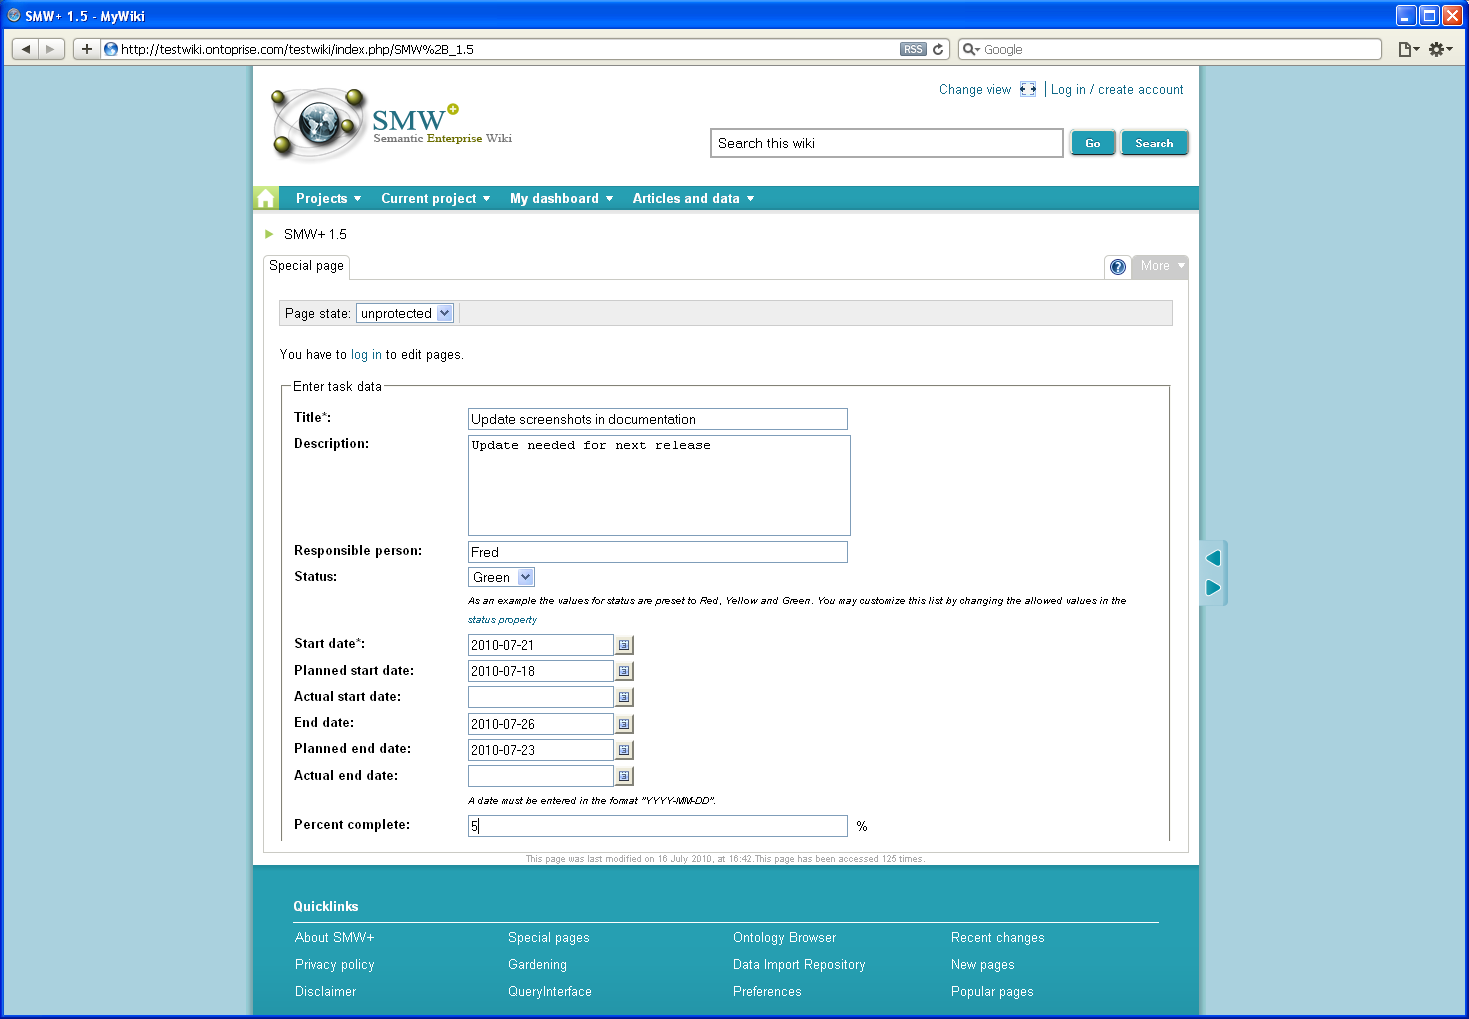 SMW+ 1.5 - MyWiki
http://testwiki.ontoprise.com/testwiki/index.php/SMW%2B_1.5 RSS Google
Change view Log in / create account
SMW+
Semantic Enterprise Wiki
Search this wiki Go Search
Projects Current project My dashboard Articles and data
SMW+ 1.5
Special page ? More
Page state: unprotected
You have to log in to edit pages.
Enter task data
Title*: Update screenshots in documentation
Description: Update needed for next release
Responsible person: Fred
Status: Green
As an example the values for status are preset to Red, Yellow and Green. You may customize this list by changing the allowed values in the
status property
Start date*: 2010-07-21
Planned start date: 2010-07-18
Actual start date:
End date: 2010-07-26
Planned end date: 2010-07-23
Actual end date:
A date must be entered in the format "YYYY-MM-DD".
Percent complete: 5 %
This page was last modified on 16 July 2010, at 16:42.This page has been accessed 125 times.
Quicklinks
About SMW+ Special pages Ontology Browser Recent changes
Privacy policy Gardening Data Import Repository New pages
Disclaimer QueryInterface Preferences Popular pages